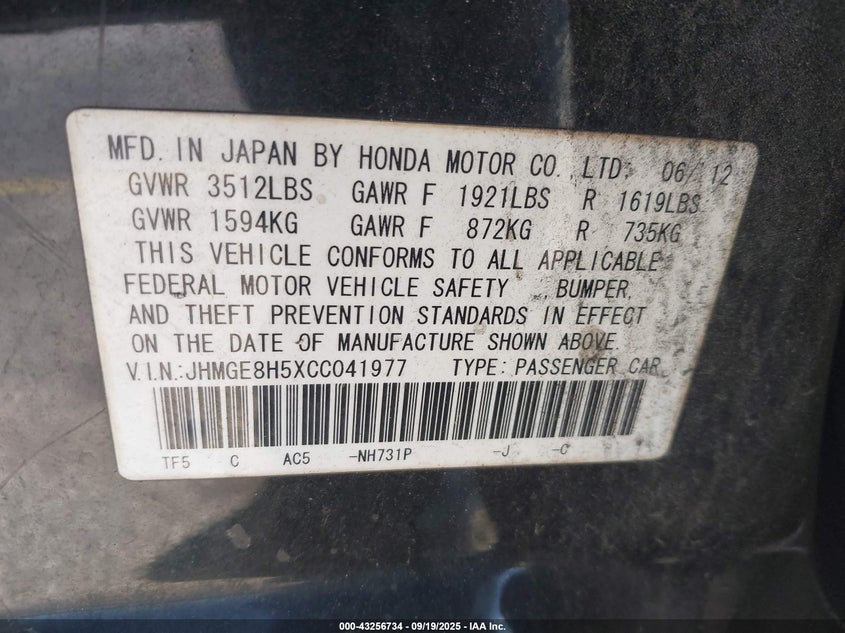 MFD. IN JAPAN BY HONDA MOTOR CO., LTD. 06/12
GVWR 3512LBS GAWR F 1921LBS R 1619LBS
GVWR 1594KG GAWR F 872KG R 735KG
THIS VEHICLE CONFORMS TO ALL APPLICABLE
FEDERAL MOTOR VEHICLE SAFETY , BUMPER,
AND THEFT PREVENTION STANDARDS IN EFFECT
ON THE DATE OF MANUFACTURE SHOWN ABOVE.
V.I.N.:JHMGE8H5XCC041977 TYPE: PASSENGER CAR
TF5 C AC5 -NH731P -J -C
000-43256734 - 09/19/2025 - IAA Inc.